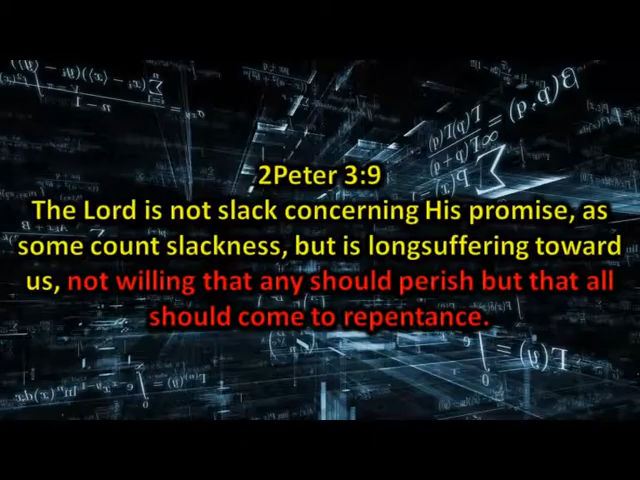 2Peter 3:9
The Lord is not slack concerning His promise, as
some count slackness, but is longsuffering toward
us, not willing that any should perish but that all
should come to repentance.